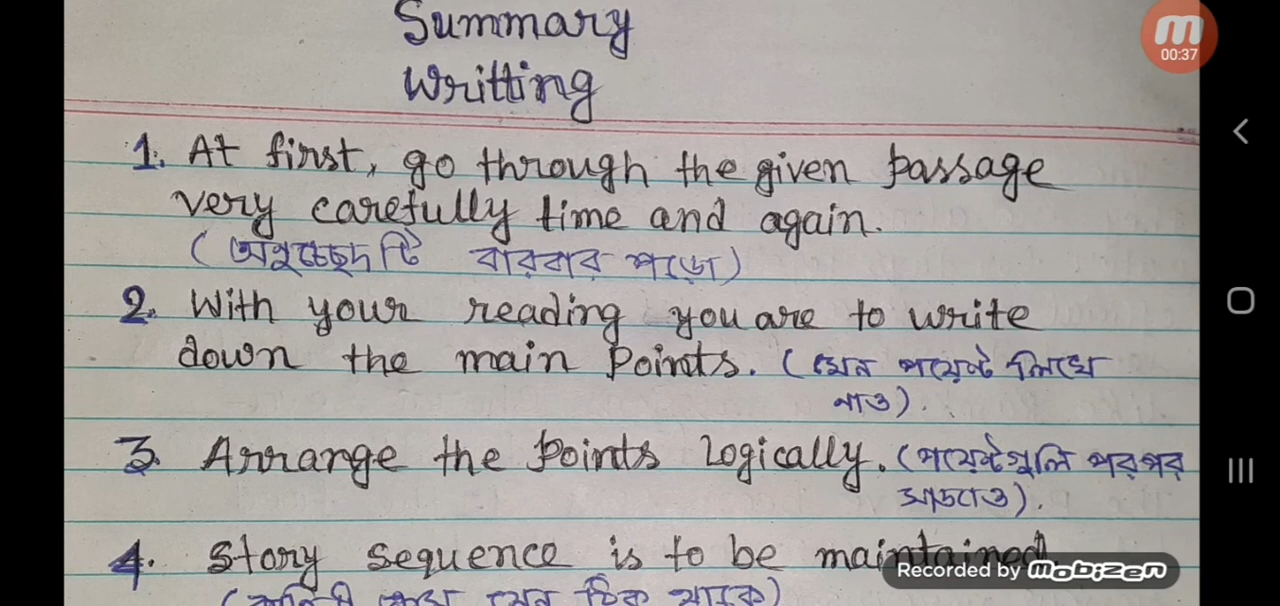 Summary
Writting
00:37
1. At first, go through the given passage
very carefully time and again.
(অনুচ্ছেদটি বারবার পড়ো)
2. With your reading you are to write
down the main points. (মেন পয়েন্ট লিখে
নাও).
3. Arrange the points logically. (পয়েন্টগুলি পরপর
সাজাও).
4. Story sequence is to be maintained
Recorded by mobizen
ঠিক থাকে)